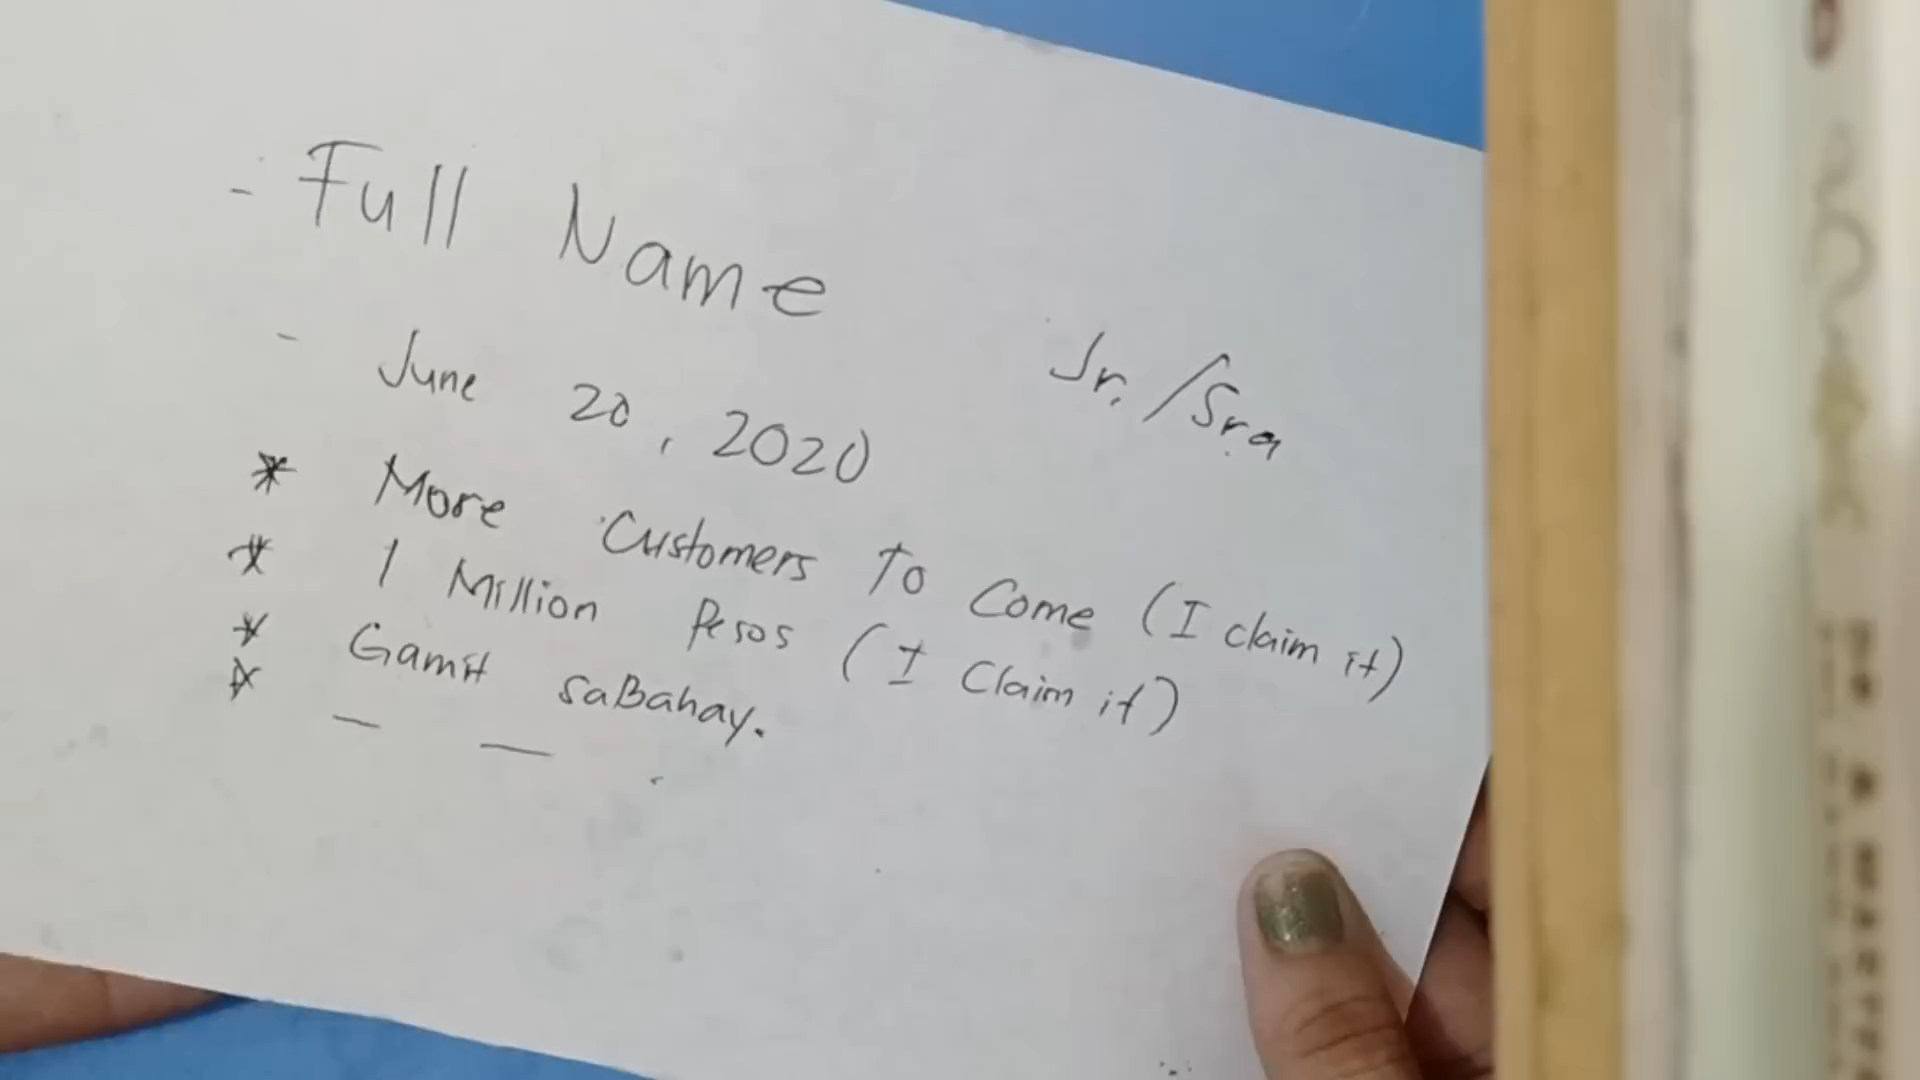 - Full Name
- June 20, 2020
Jr./Sra
* More Customers To Come (I claim it)
* 1 Million Pesos (I Claim it)
* Gamit saBahay.
* — — .